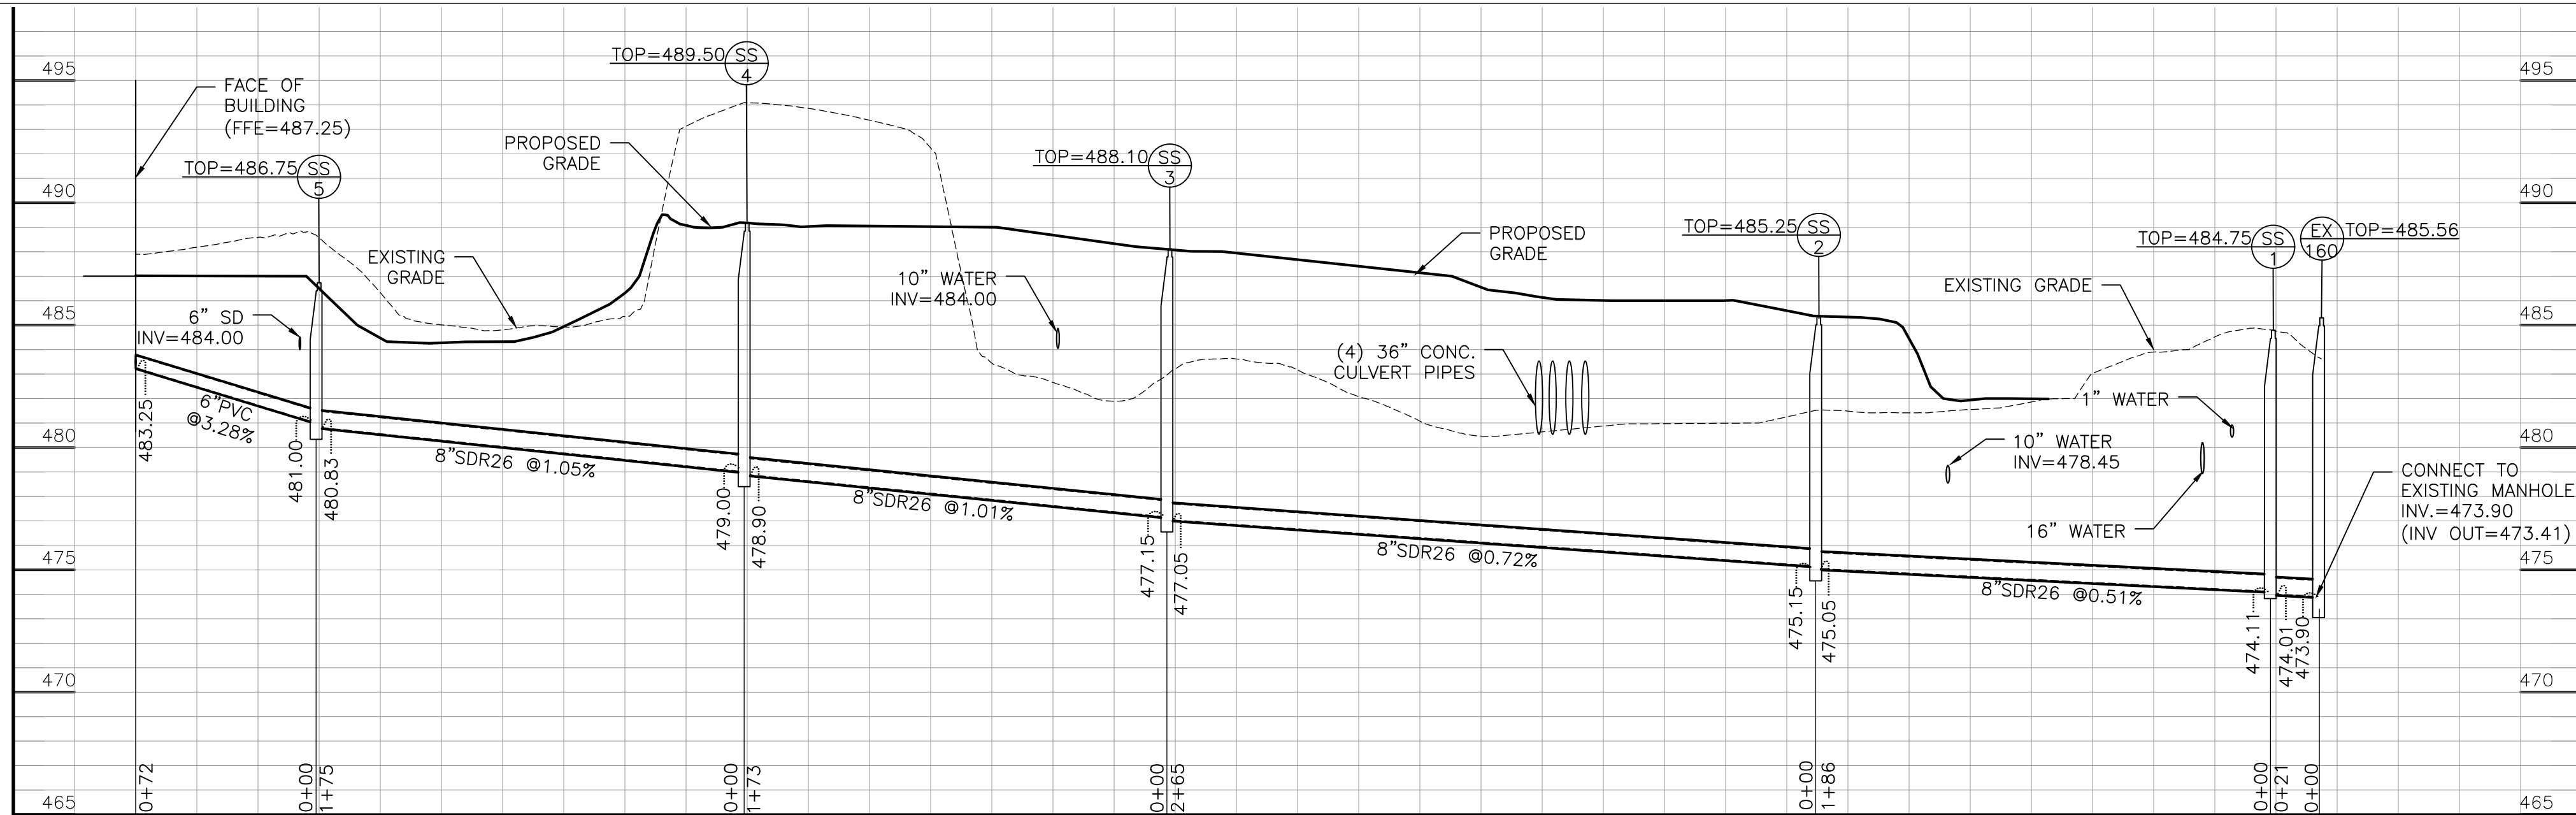 TOP=489.50
SS
4
495
495
FACE OF
BUILDING
(FFE=487.25)
PROPOSED
GRADE
TOP=486.75
SS
5
TOP=488.10
SS
3
490
490
TOP=485.25
SS
2
PROPOSED
GRADE
TOP=484.75
SS
1
EX
160
TOP=485.56
EXISTING
GRADE
10" WATER
INV=484.00
EXISTING GRADE
6" SD
INV=484.00
485
485
(4) 36" CONC.
CULVERT PIPES
1" WATER
6"PVC
@3.28%
483.25
481.00
480.83
480
480
8"SDR26 @1.05%
10" WATER
INV=478.45
CONNECT TO
EXISTING MANHOLE
INV.=473.90
(INV OUT=473.41)
479.00
478.90
8"SDR26 @1.01%
16" WATER
477.15
477.05
8"SDR26 @0.72%
475
475
475.15
475.05
8"SDR26 @0.51%
474.11
474.01
473.90
470
470
0+72
0+00
1+75
0+00
1+73
0+00
2+65
0+00
1+86
0+00
0+21
0+00
465
465